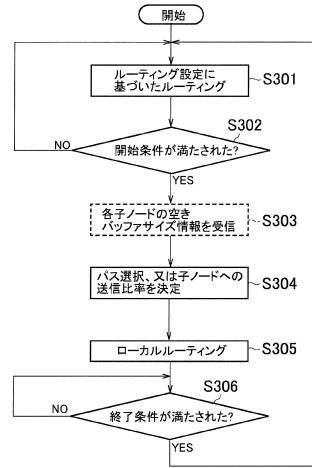 開始
ルーティング設定に
基づいたルーティング
S301
S302
開始条件が満たされた?
NO
YES
各子ノードの空き
バッファサイズ情報を受信
S303
パス選択、又は子ノードへの
送信比率を決定
S304
ローカルルーティング
S305
S306
終了条件が満たされた?
NO
YES